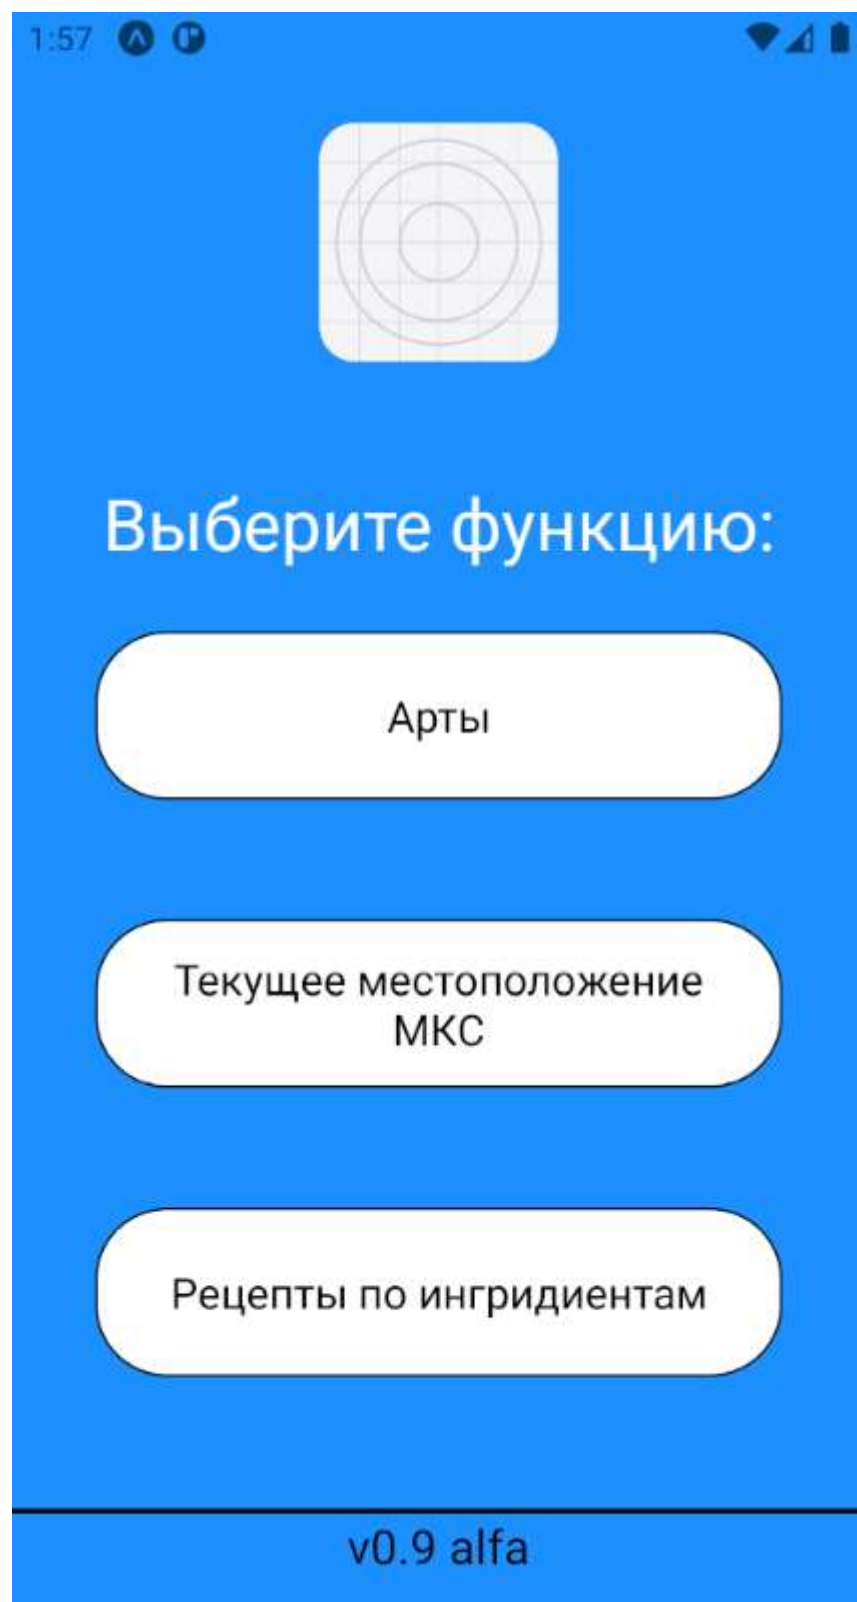 1:57
Выберите функцию:
Арты
Текущее местоположение
МКС
Рецепты по ингридиентам
v0.9 alfa